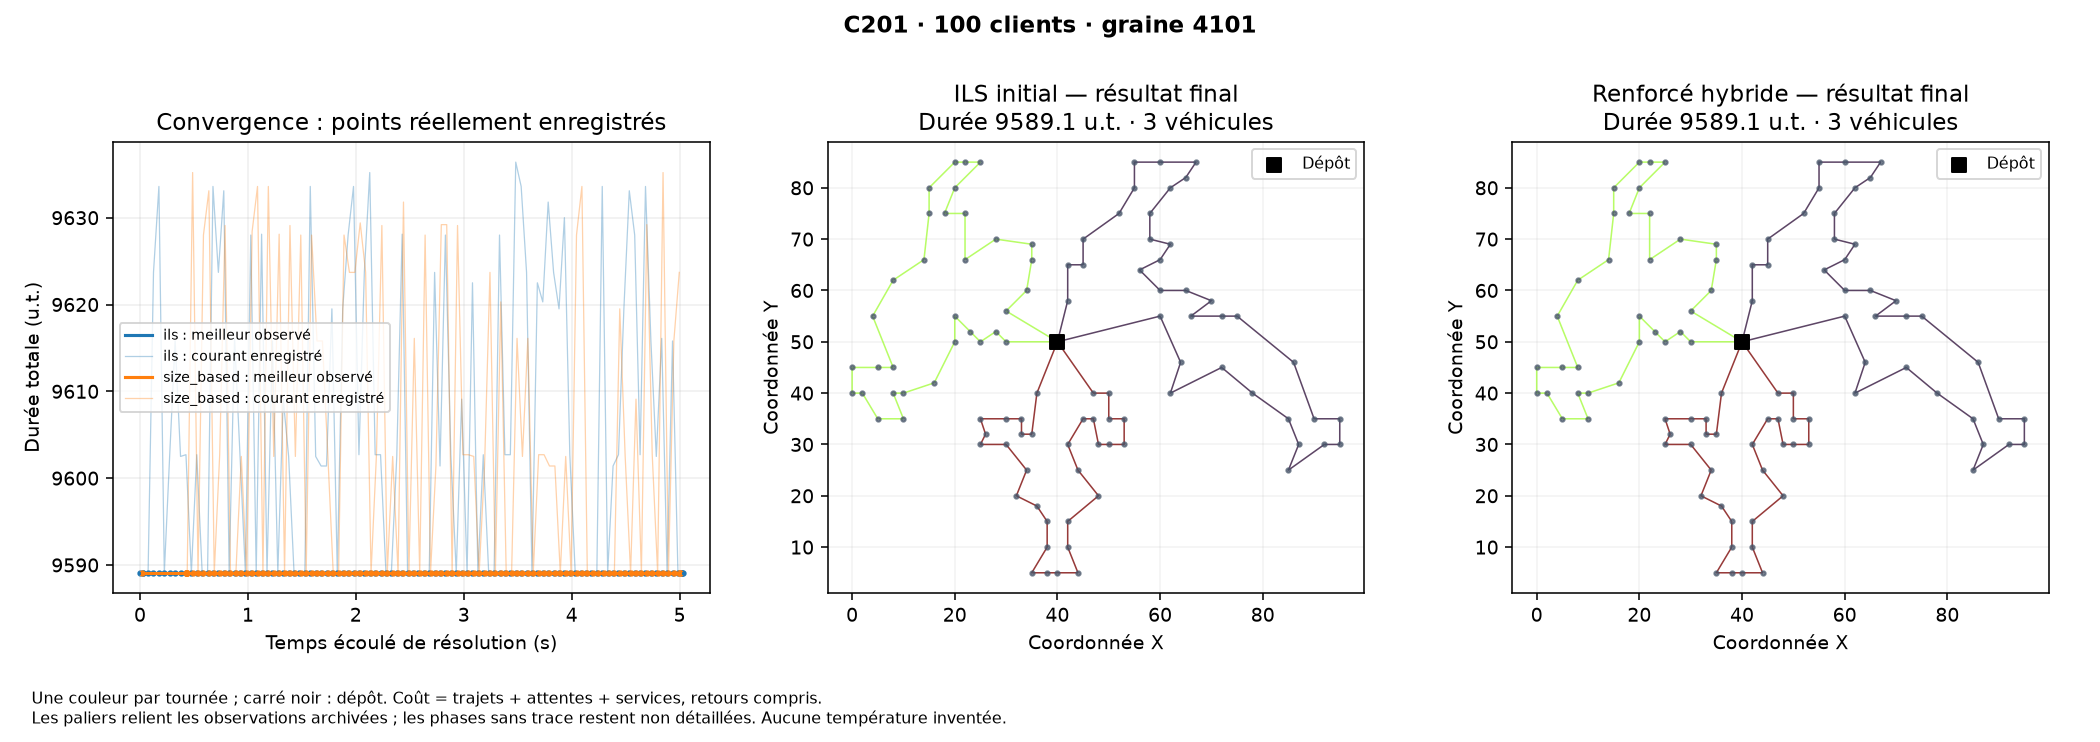 C201 · 100 clients · graine 4101
Convergence : points réellement enregistrés
Durée totale (u.t.)
9630
9620
9610
9600
9590
ils : meilleur observé
ils : courant enregistré
size_based : meilleur observé
size_based : courant enregistré
0 1 2 3 4 5
Temps écoulé de résolution (s)
ILS initial — résultat final
Durée 9589.1 u.t. · 3 véhicules
Dépôt
Coordonnée Y
80
70
60
50
40
30
20
10
0 20 40 60 80
Coordonnée X
Renforcé hybride — résultat final
Durée 9589.1 u.t. · 3 véhicules
Dépôt
Coordonnée Y
80
70
60
50
40
30
20
10
0 20 40 60 80
Coordonnée X
Une couleur par tournée ; carré noir : dépôt. Coût = trajets + attentes + services, retours compris.
Les paliers relient les observations archivées ; les phases sans trace restent non détaillées. Aucune température inventée.